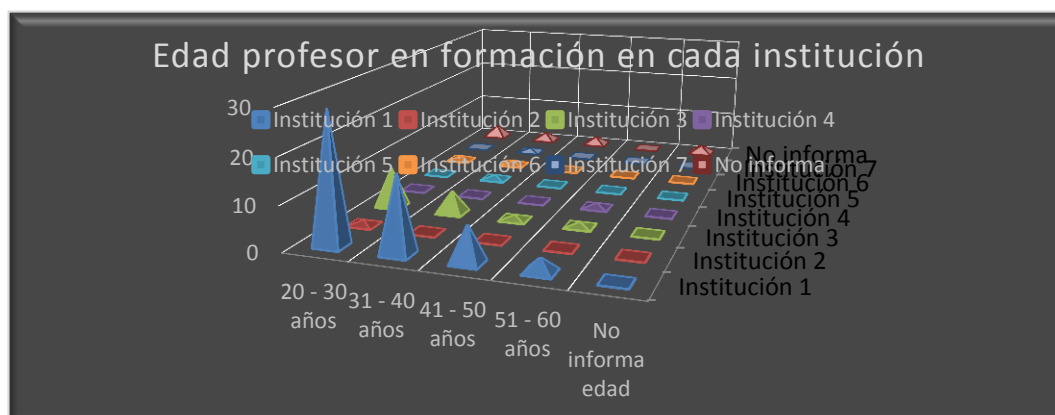 Edad profesor en formación en cada institución
30
20
10
0
Institución 1 Institución 2 Institución 3 Institución 4
Institución 5 Institución 6 Institución 7 No informa
No informa
Institución 7
Institución 6
Institución 5
Institución 4
Institución 3
Institución 2
Institución 1
20 - 30
años
31 - 40
años
41 - 50
años
51 - 60
años
No
informa
edad